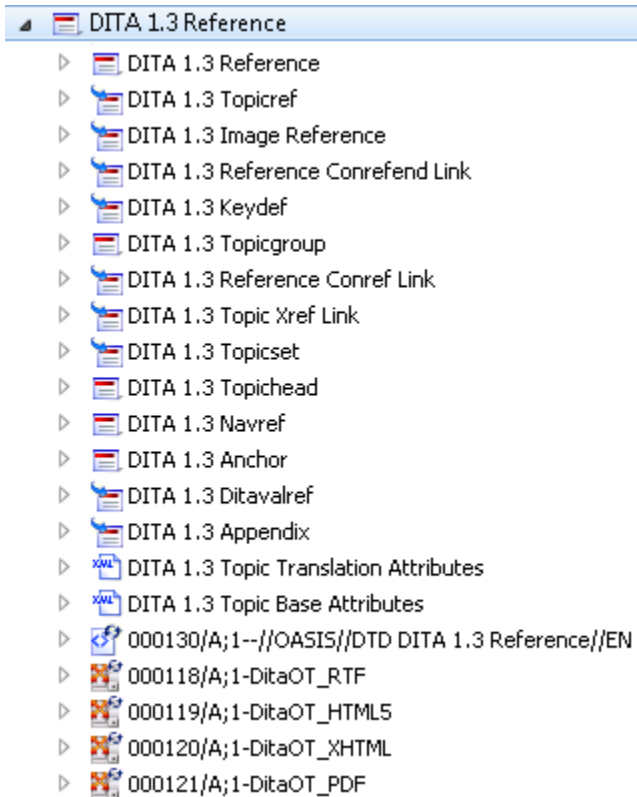 DITA 1.3 Reference
DITA 1.3 Reference
DITA 1.3 Topicref
DITA 1.3 Image Reference
DITA 1.3 Reference Conrefend Link
DITA 1.3 Keydef
DITA 1.3 Topicgroup
DITA 1.3 Reference Conref Link
DITA 1.3 Topic Xref Link
DITA 1.3 Topicset
DITA 1.3 Topichead
DITA 1.3 Navref
DITA 1.3 Anchor
DITA 1.3 Ditavalref
DITA 1.3 Appendix
XML DITA 1.3 Topic Translation Attributes
XML DITA 1.3 Topic Base Attributes
000130/A;1--//OASIS//DTD DITA 1.3 Reference//EN
000118/A;1-DitaOT_RTF
000119/A;1-DitaOT_HTML5
000120/A;1-DitaOT_XHTML
000121/A;1-DitaOT_PDF